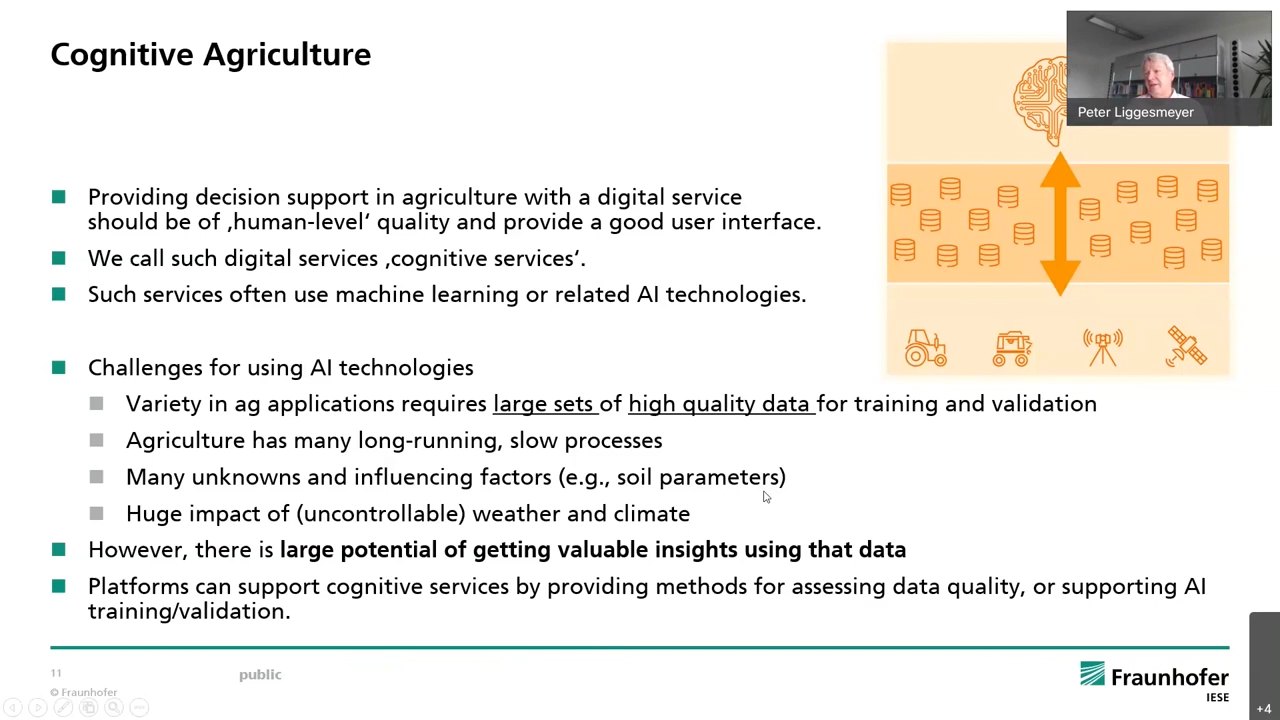 Cognitive Agriculture
Peter Liggesmeyer
Providing decision support in agriculture with a digital service
should be of ‚human-level‘ quality and provide a good user interface.
We call such digital services ‚cognitive services‘.
Such services often use machine learning or related AI technologies.
Challenges for using AI technologies
Variety in ag applications requires large sets of high quality data for training and validation
Agriculture has many long-running, slow processes
Many unknowns and influencing factors (e.g., soil parameters)
Huge impact of (uncontrollable) weather and climate
However, there is large potential of getting valuable insights using that data
Platforms can support cognitive services by providing methods for assessing data quality, or supporting AI
training/validation.
11
public
© Fraunhofer
Fraunhofer
IESE
+4